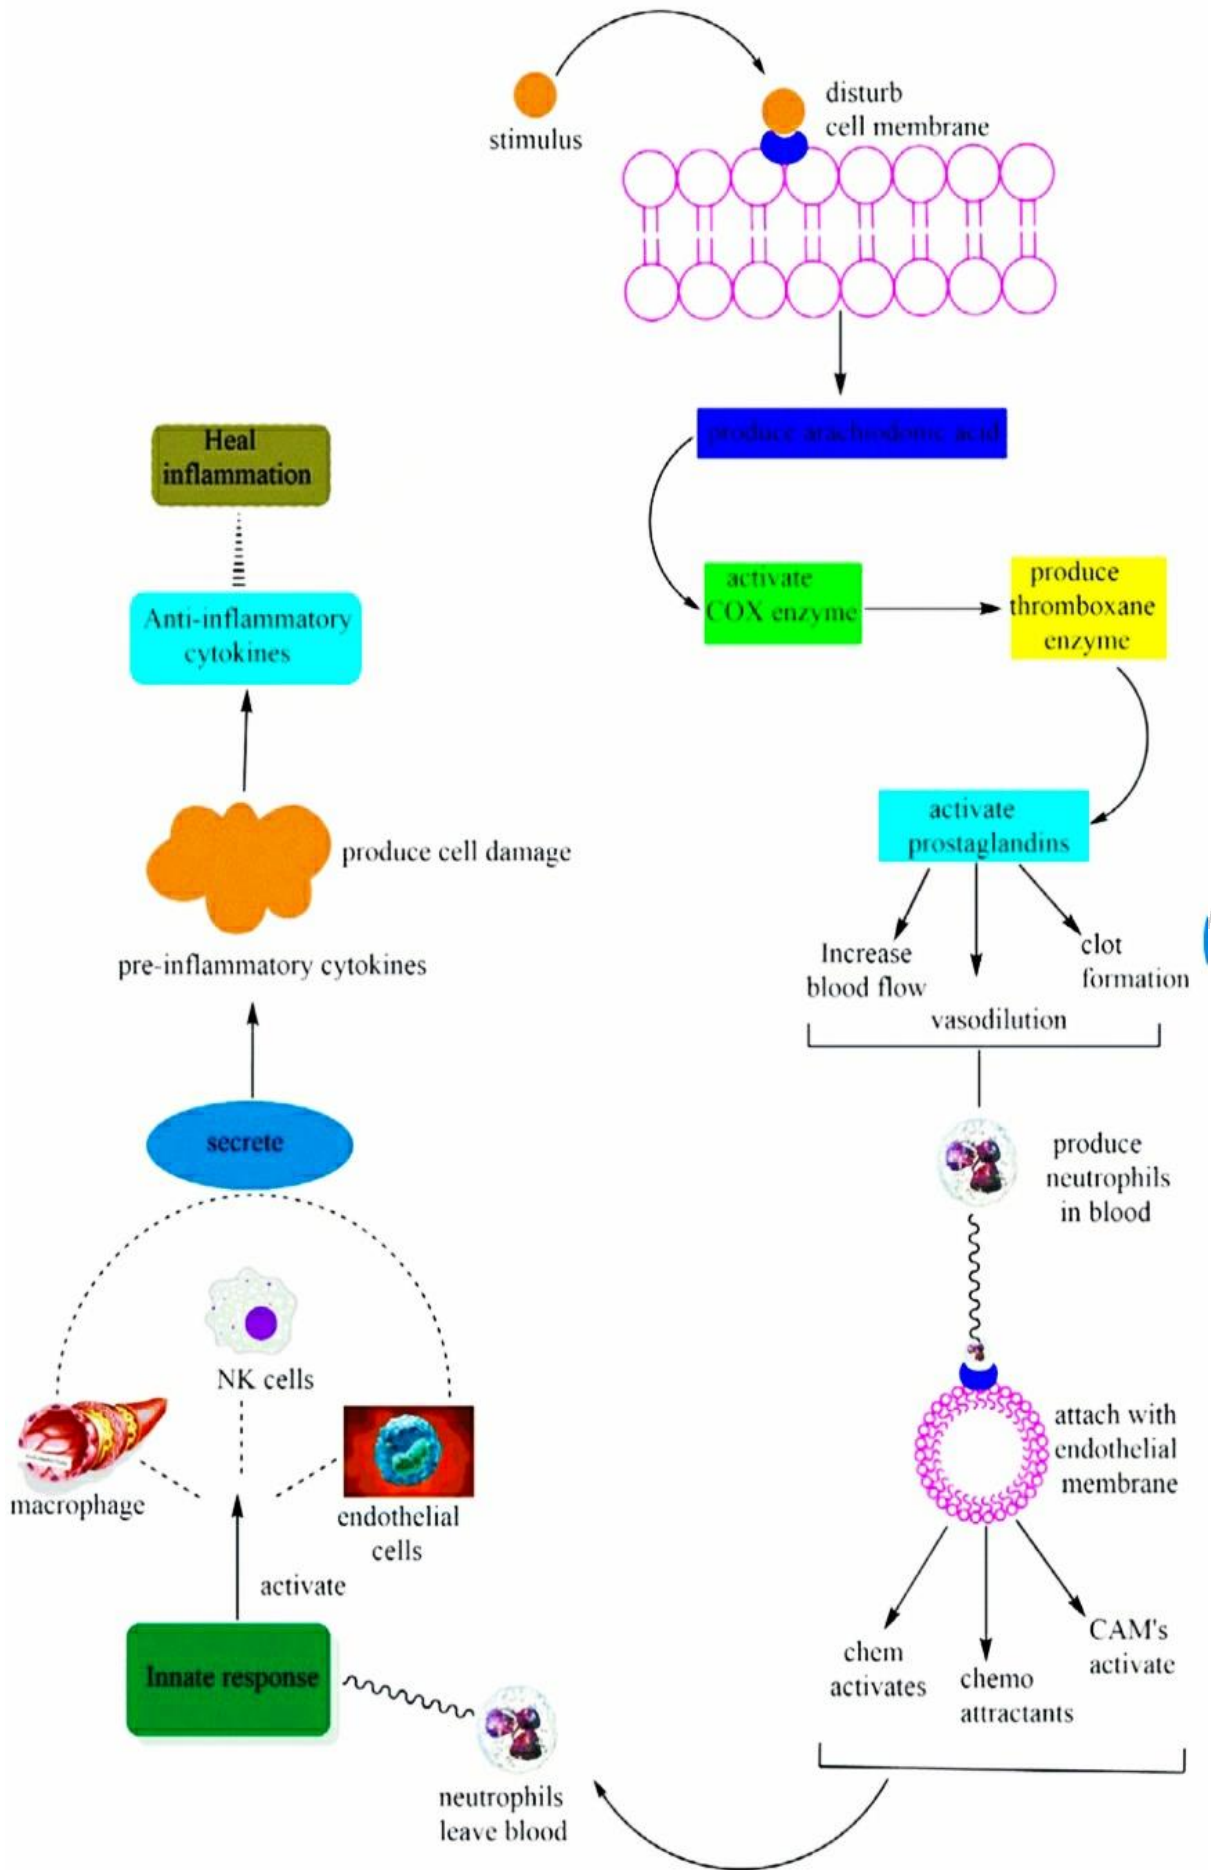 stimulus
disturb
cell membrane
produce arachiodonic acid
activate
COX enzyme
produce
thromboxane
enzyme
activate
prostaglandins
Increase
blood flow
vasodilution
clot
formation
produce
neutrophils
in blood
attach with
endothelial
membrane
chem
activates
chemo
attractants
CAM's
activate
neutrophils
leave blood
Innate response
activate
macrophage
NK cells
endothelial
cells
secrete
pre-inflammatory cytokines
produce cell damage
Anti-inflammatory
cytokines
Heal
inflammation